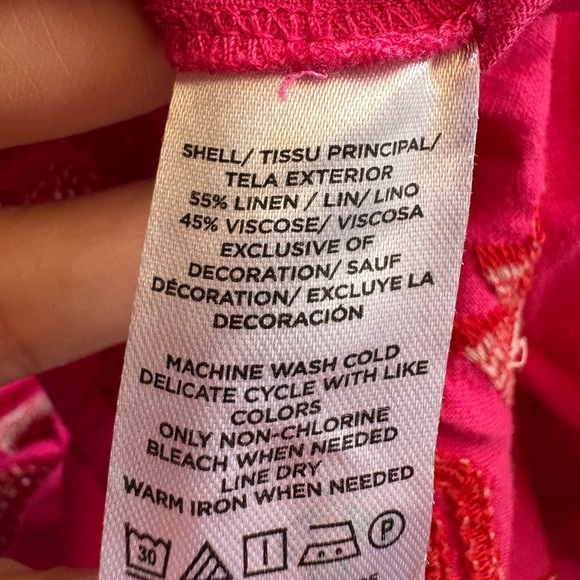 SHELL/ TISSU PRINCIPAL/
TELA EXTERIOR
55% LINEN / LIN/ LINO
45% VISCOSE/ VISCOSA
EXCLUSIVE OF
DECORATION/ SAUF
DÉCORATION/ EXCLUYE LA
DECORACIÓN
MACHINE WASH COLD
DELICATE CYCLE WITH LIKE
COLORS
ONLY NON-CHLORINE
BLEACH WHEN NEEDED
LINE DRY
WARM IRON WHEN NEEDED
30 P